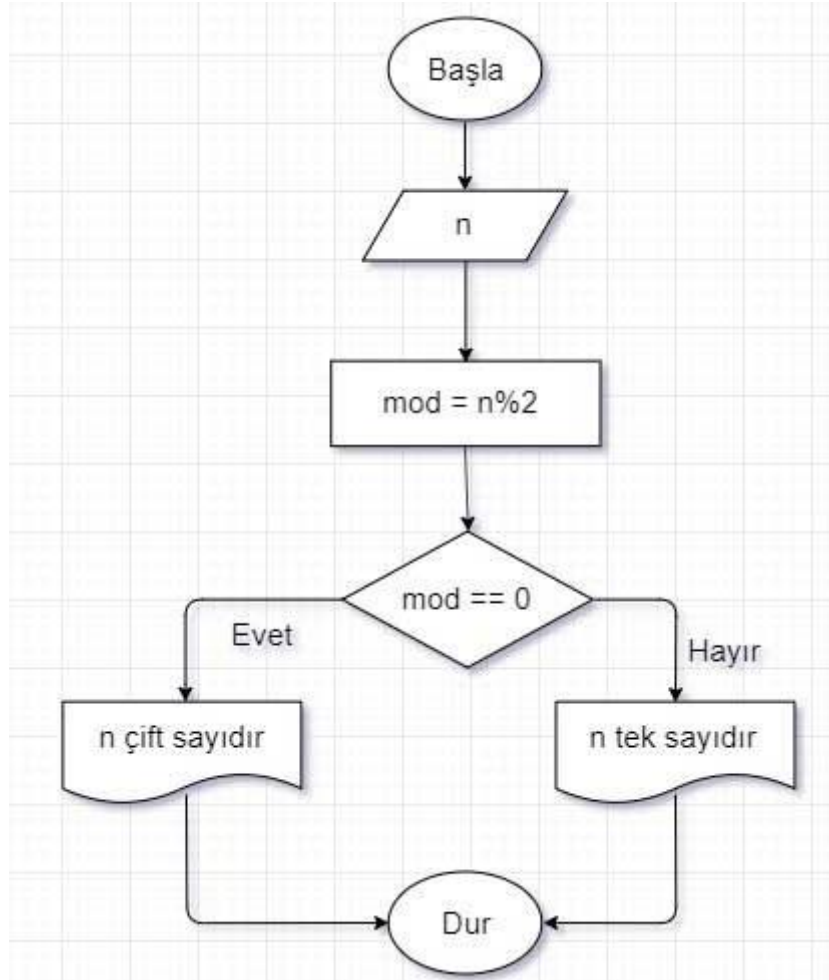 Başla
n
mod = n%2
mod == 0
Evet
Hayır
n çift sayıdır
n tek sayıdır
Dur